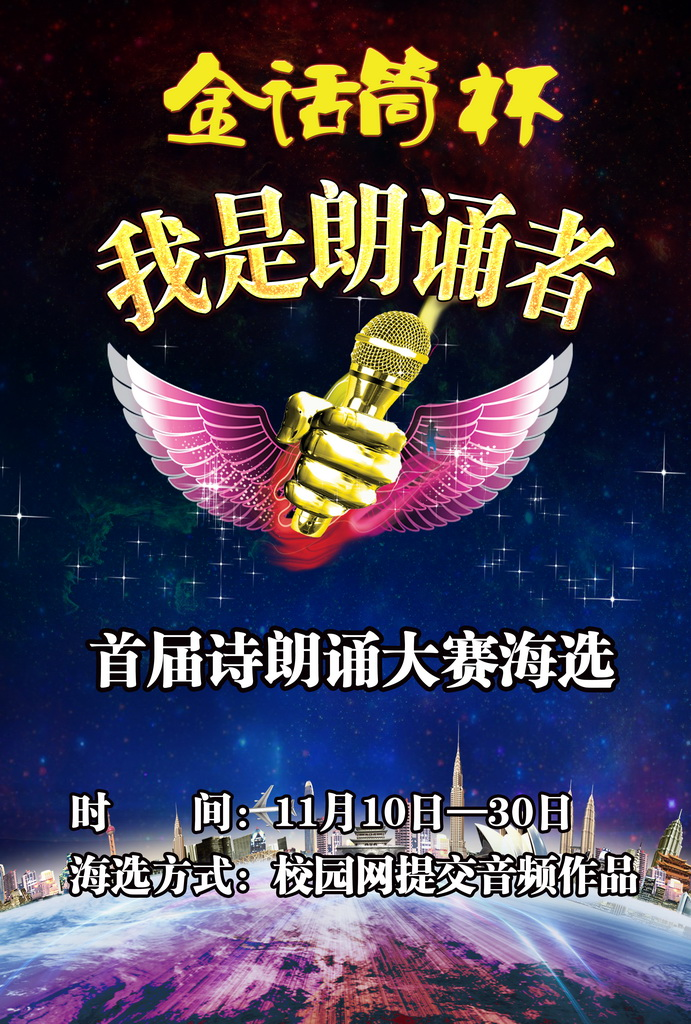 金话筒杯
我是朗诵者
首届诗朗诵大赛海选
时　　间：11月10日—30日
海选方式：校园网提交音频作品